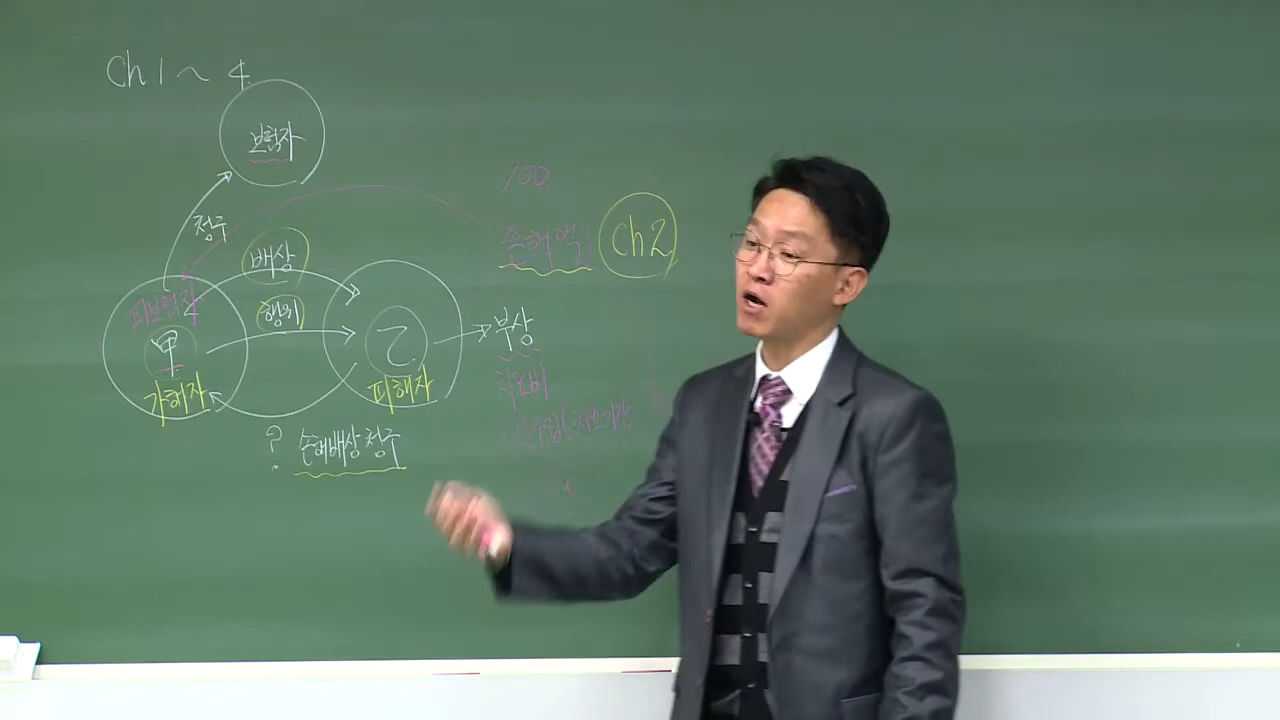 Ch 1 ~ 4
보험자
100
청구
손해액
Ch2
배상
피보험자
행위
甲
乙
부상
가해자
피해자
치료비
?
손해배상청구